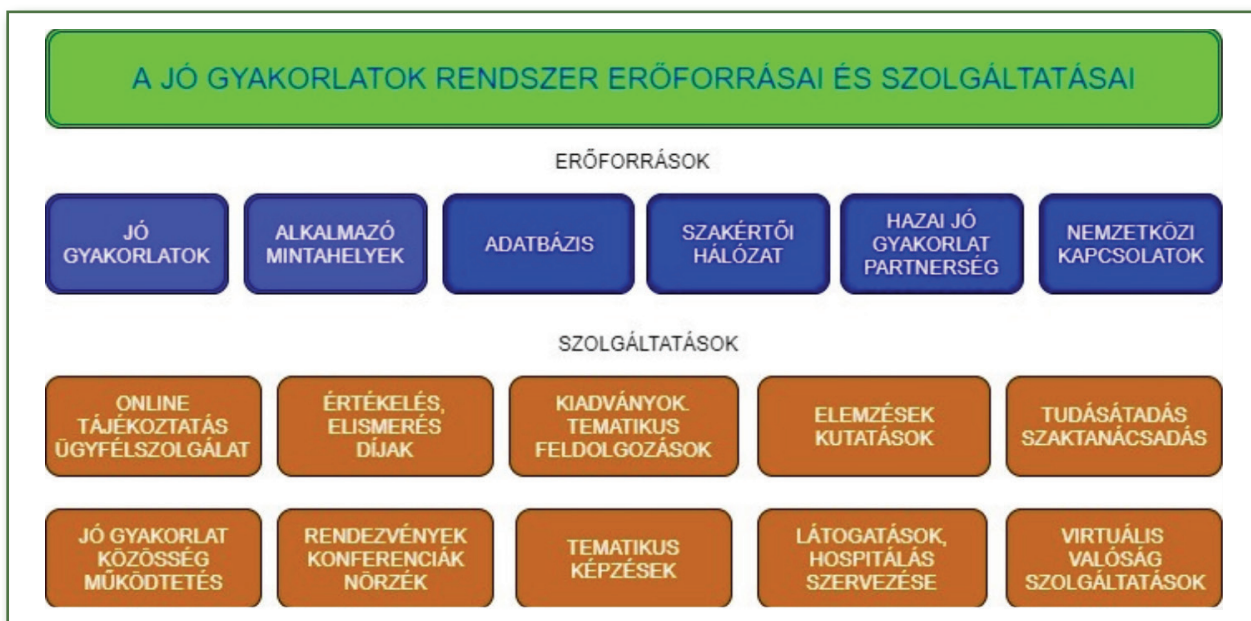 A JÓ GYAKORLATOK RENDSZER ERŐFORRÁSAI ÉS SZOLGÁLTATÁSAI
ERŐFORRÁSOK
JÓ
GYAKORLATOK
ALKALMAZÓ
MINTAHELYEK
ADATBÁZIS
SZAKÉRTŐI
HÁLÓZAT
HAZAI JÓ
GYAKORLAT
PARTNERSÉG
NEMZETKÖZI
KAPCSOLATOK
SZOLGÁLTATÁSOK
ONLINE
TÁJÉKOZTATÁS
ÜGYFÉLSZOLGÁLAT
ÉRTÉKELÉS,
ELISMERÉS
DÍJAK
KIADVÁNYOK.
TEMATIKUS
FELDOLGOZÁSOK
ELEMZÉSEK
KUTATÁSOK
TUDÁSÁTADÁS
SZAKTANÁCSADÁS
JÓ GYAKORLAT
KÖZÖSSÉG
MŰKÖDTETÉS
RENDEZVÉNYEK
KONFERENCIÁK
NÖRZÉK
TEMATIKUS
KÉPZÉSEK
LÁTOGATÁSOK,
HOSPITÁLÁS
SZERVEZÉSE
VIRTUÁLIS
VALÓSÁG
SZOLGÁLTATÁSOK